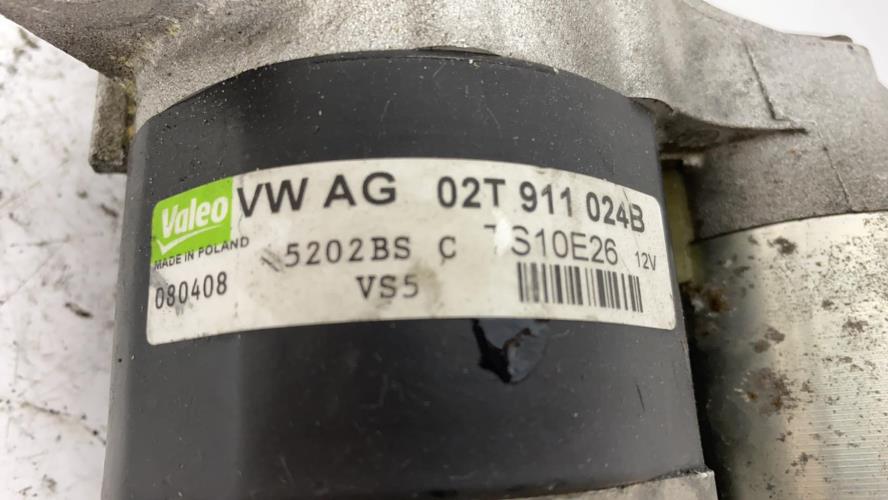 Valeo VW AG 02T 911 024B
MADE IN POLAND 5202BS C TS10E26 12V
080408 VS5